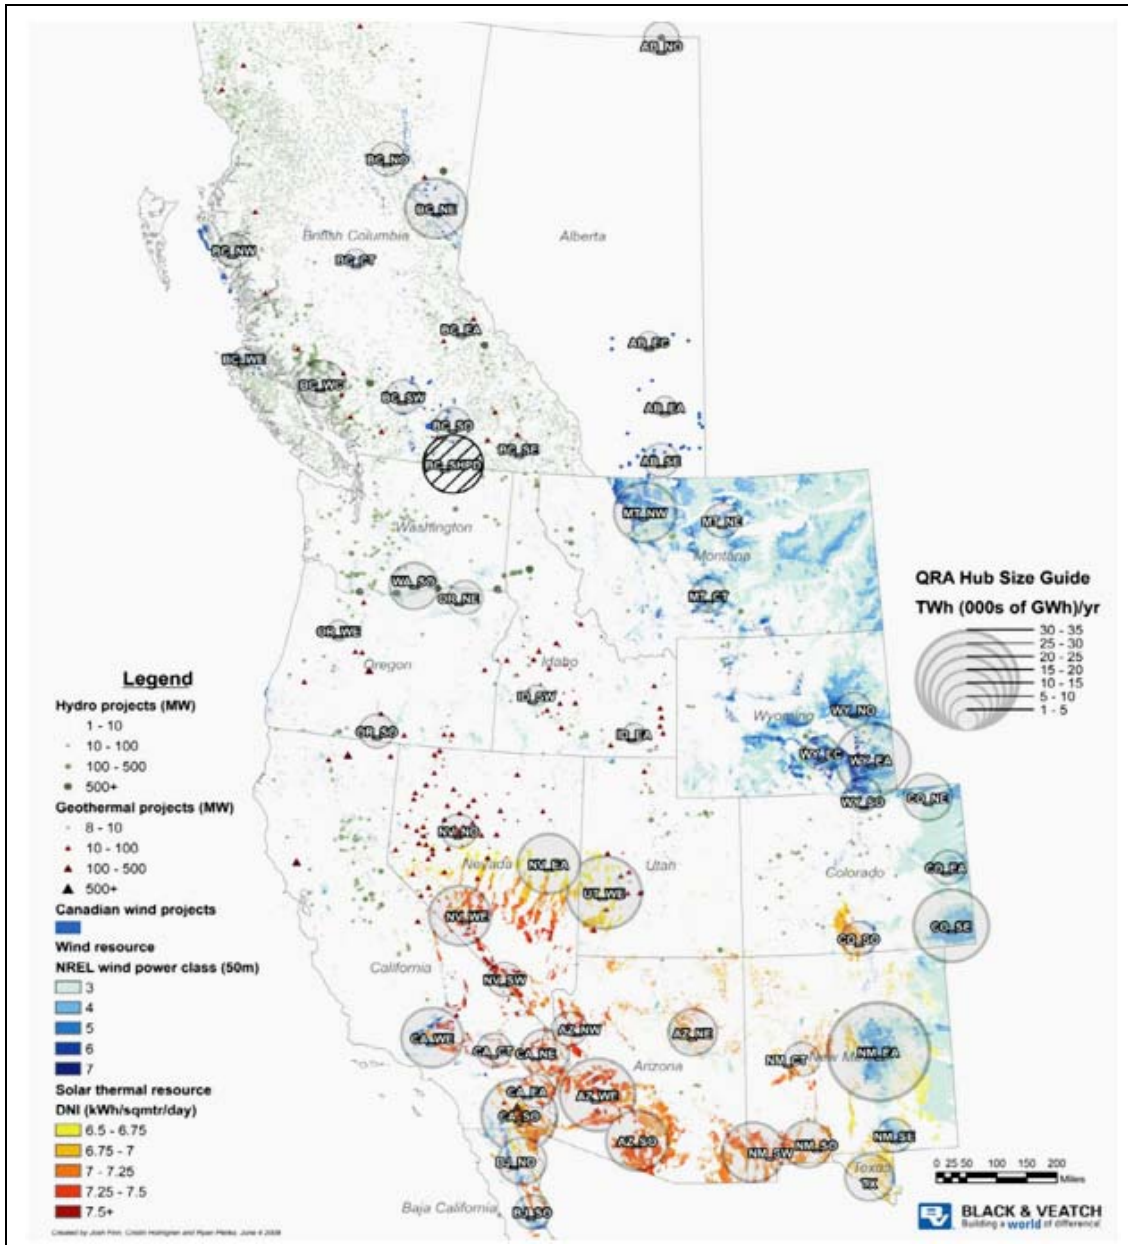 AB_NO
BC_NO
BC_NE
British Columbia
Alberta
BC_NW
BC_CT
BC_EA
AB_EC
BC_WE
BC_WC
BC_SW
AB_EA
BC_SO
BC_SE
BC_SHPD
AB_SE
MT_NW
MT_NE
Washington
Montana
WA_SO
OR_NE
MT_CT
OR_WE
Oregon
Idaho
ID_SW
OR_SO
ID_EA
Wyoming
WY_NO
WY_EC
WY_EA
WY_SO
CO_NE
NV_NO
Nevada
NV_EA
UT_WE
Utah
Colorado
CO_EA
NV_WE
CO_SE
CO_SO
California
NV_SW
CA_WE
CA_CT
CA_NE
AZ_NW
AZ_NE
Arizona
NM_CT
NM_EA
CA_EA
CA_SO
AZ_WE
AZ_SO
NM_SW
NM_SO
NM_SE
BJ_NO
Texas
TX
Baja California
BJ_SO
QRA Hub Size Guide
TWh (000s of GWh)/yr
30 - 35
25 - 30
20 - 25
15 - 20
10 - 15
5 - 10
1 - 5
Legend
Hydro projects (MW)
1 - 10
10 - 100
100 - 500
500+
Geothermal projects (MW)
8 - 10
10 - 100
100 - 500
500+
Canadian wind projects
Wind resource
NREL wind power class (50m)
3
4
5
6
7
Solar thermal resource
DNI (kWh/sqmtr/day)
6.5 - 6.75
6.75 - 7
7 - 7.25
7.25 - 7.5
7.5+
0 25 50 100 150 200
Miles
BLACK & VEATCH
Building a world of difference